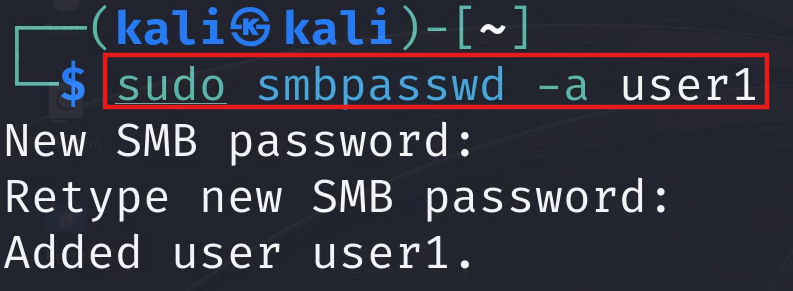 ┌──(kali㉿kali)-[~]
└─$ sudo smbpasswd -a user1
New SMB password:
Retype new SMB password:
Added user user1.